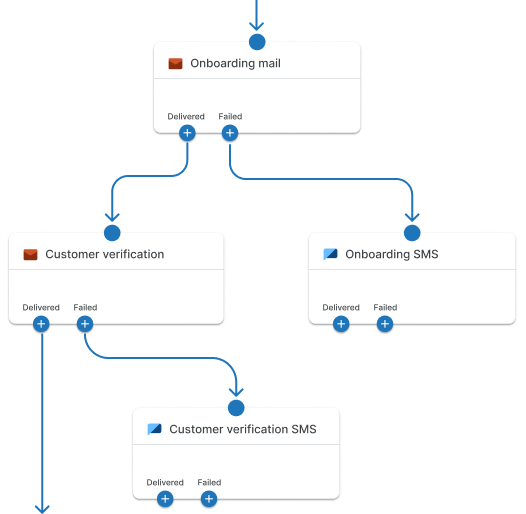 Onboarding mail
Delivered Failed
Customer verification
Delivered Failed
Onboarding SMS
Delivered Failed
Customer verification SMS
Delivered Failed